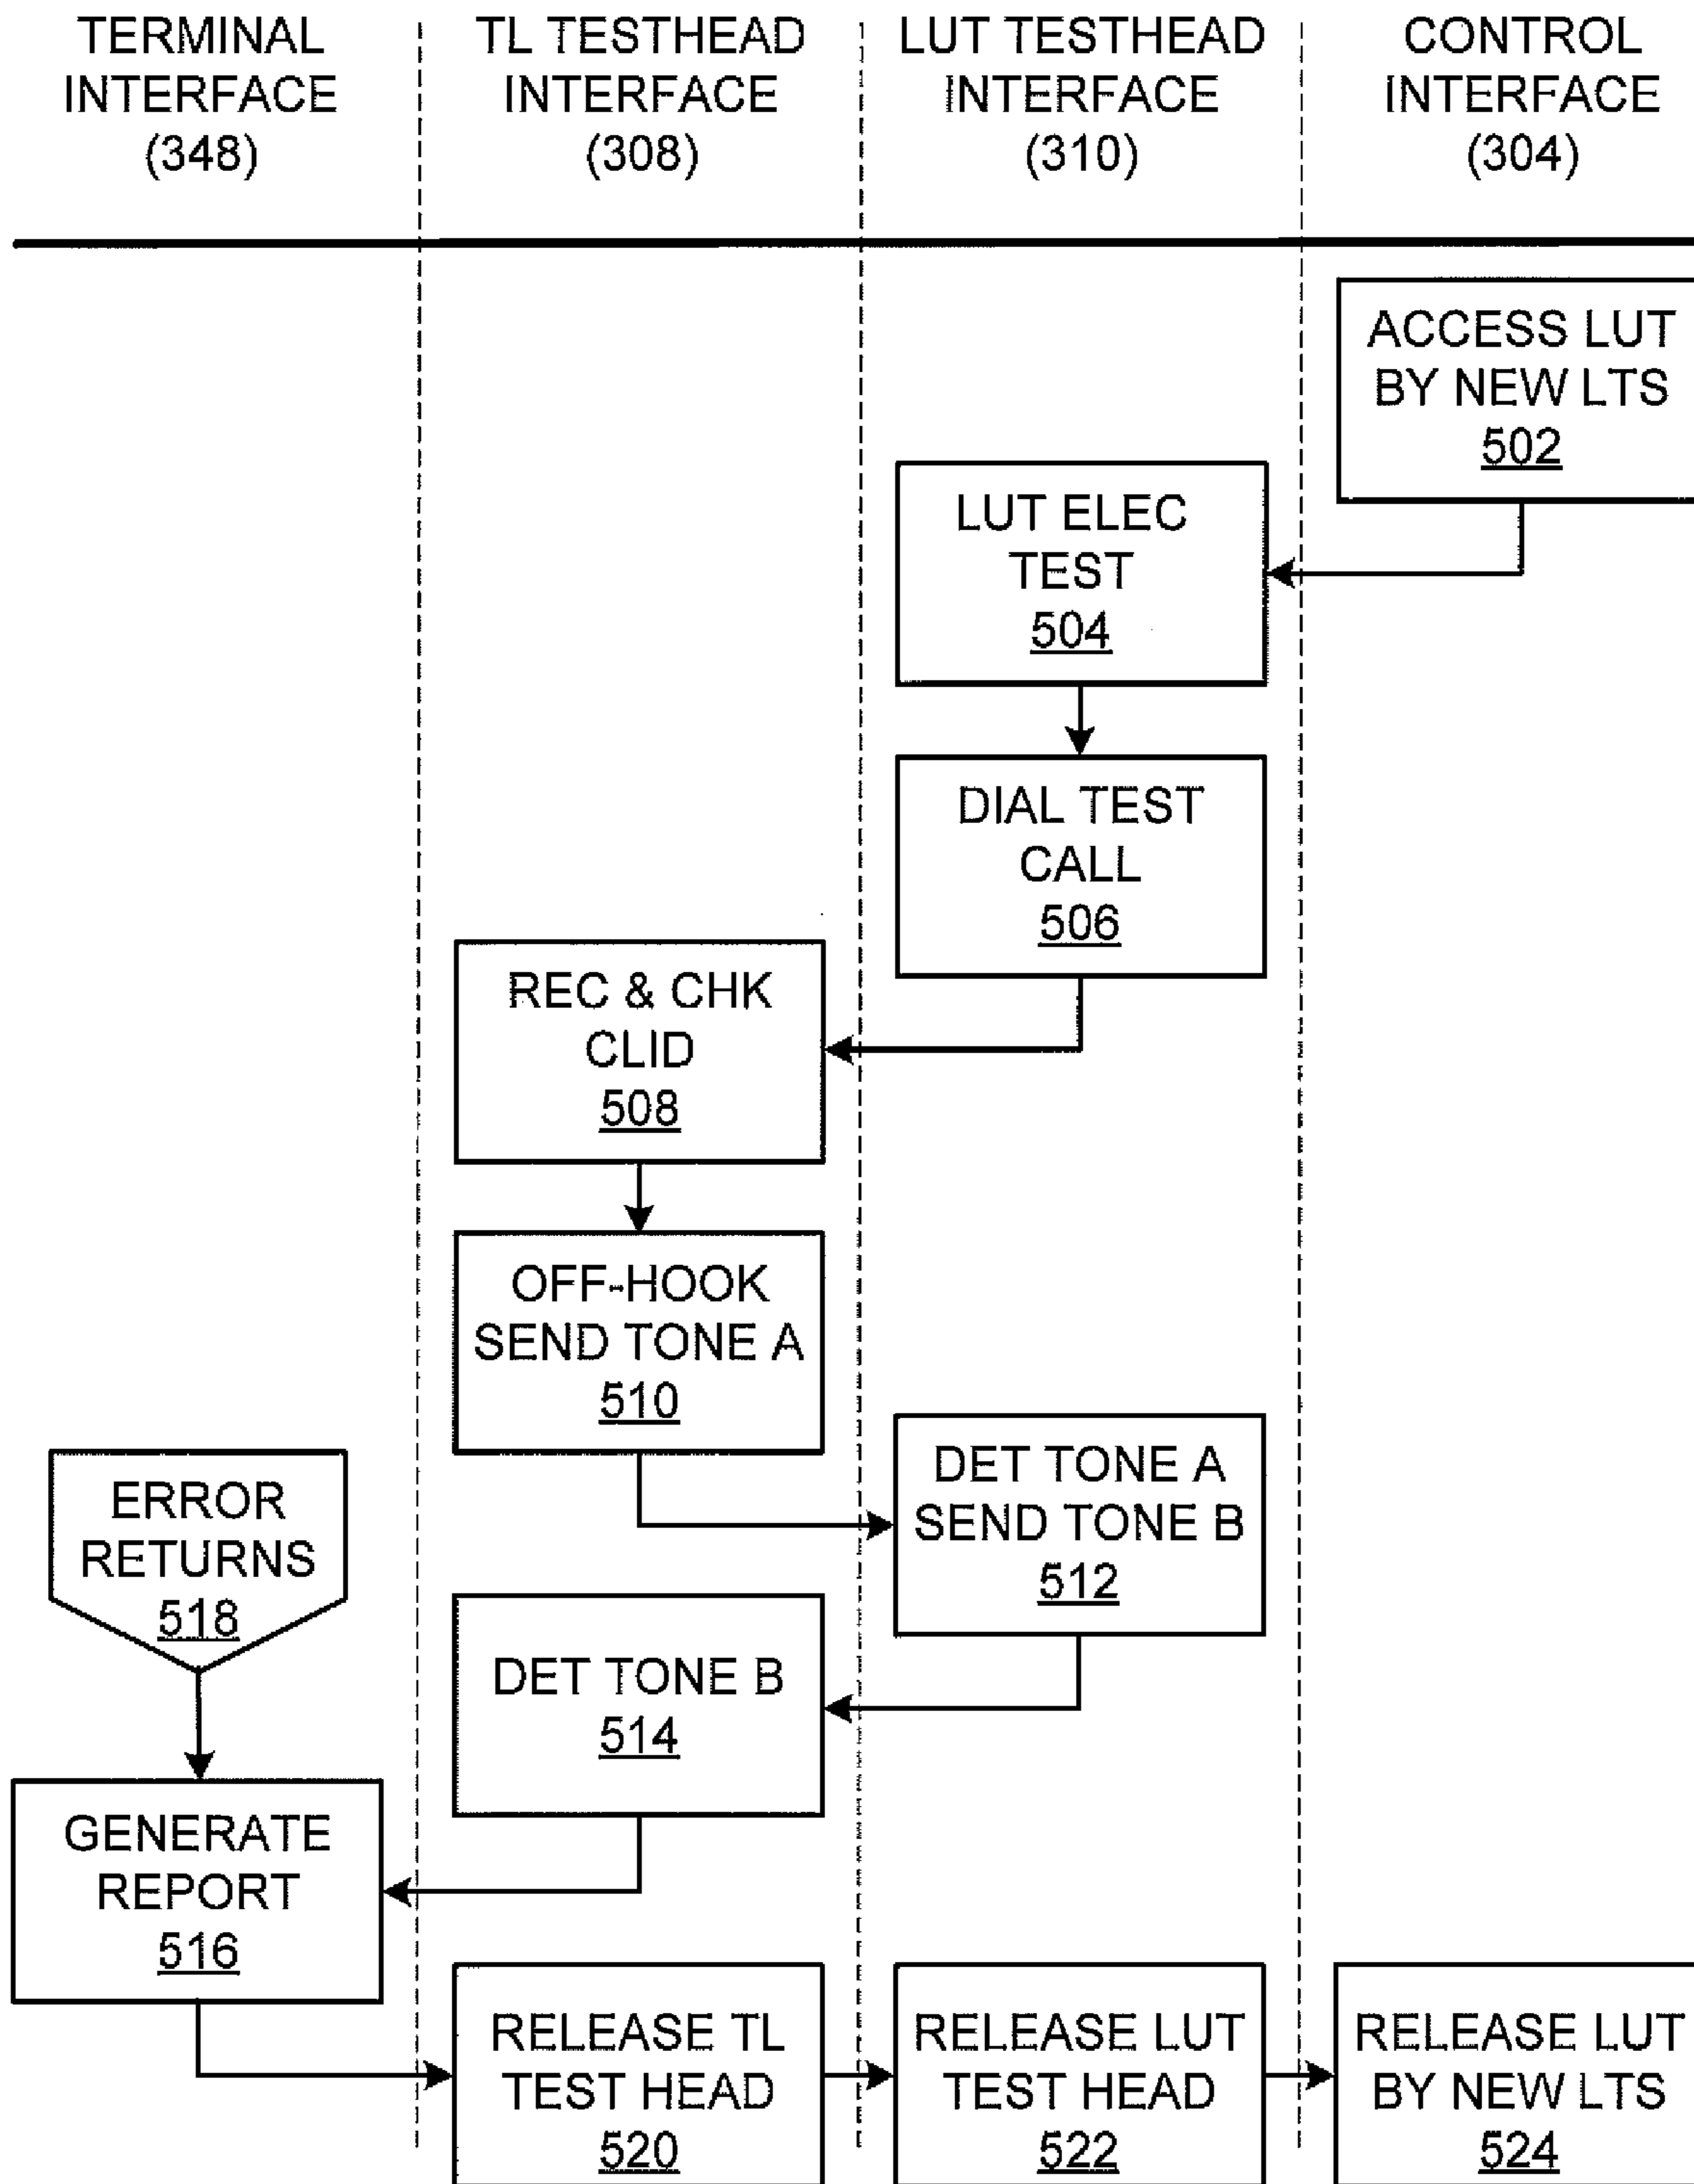 TERMINAL
INTERFACE
(348)
TL TESTHEAD
INTERFACE
(308)
LUT TESTHEAD
INTERFACE
(310)
CONTROL
INTERFACE
(304)
ACCESS LUT
BY NEW LTS
502
LUT ELEC
TEST
504
DIAL TEST
CALL
506
REC & CHK
CLID
508
OFF-HOOK
SEND TONE A
510
DET TONE A
SEND TONE B
512
ERROR
RETURNS
518
DET TONE B
514
GENERATE
REPORT
516
RELEASE TL
TEST HEAD
520
RELEASE LUT
TEST HEAD
522
RELEASE LUT
BY NEW LTS
524